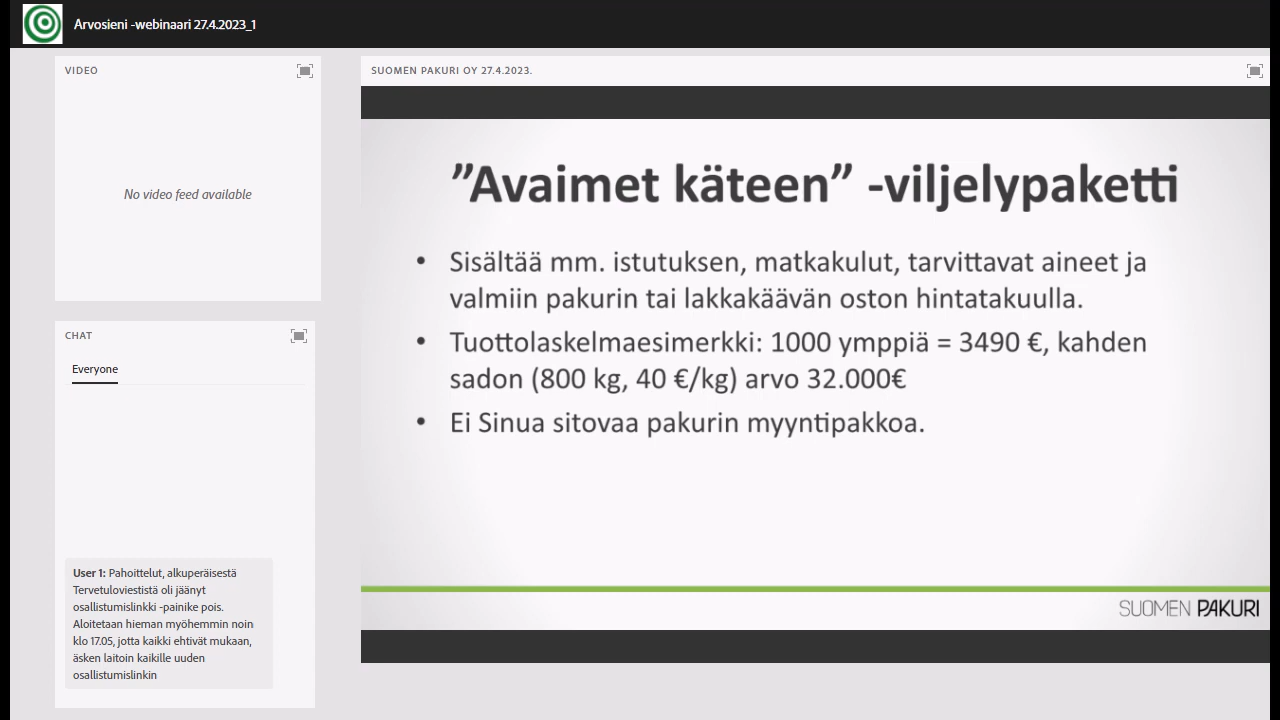 Arvosieni -webinaari 27.4.2023_1
VIDEO
No video feed available
CHAT
Everyone
User 1: Pahoittelut, alkuperäisestä
Tervetuloviestistä oli jäänyt
osallistumislinkki -painike pois.
Aloitetaan hieman myöhemmin noin
klo 17.05, jotta kaikki ehtivät mukaan,
äsken laitoin kaikille uuden
osallistumislinkin
SUOMEN PAKURI OY 27.4.2023.
”Avaimet käteen” -viljelypaketti
• Sisältää mm. istutuksen, matkakulut, tarvittavat aineet ja
valmiin pakurin tai lakkakäävän oston hintatakuulla.
• Tuottolaskelmaesimerkki: 1000 ymppiä = 3490 €, kahden
sadon (800 kg, 40 €/kg) arvo 32.000€
• Ei Sinua sitovaa pakurin myyntipakkoa.
SUOMEN PAKURI